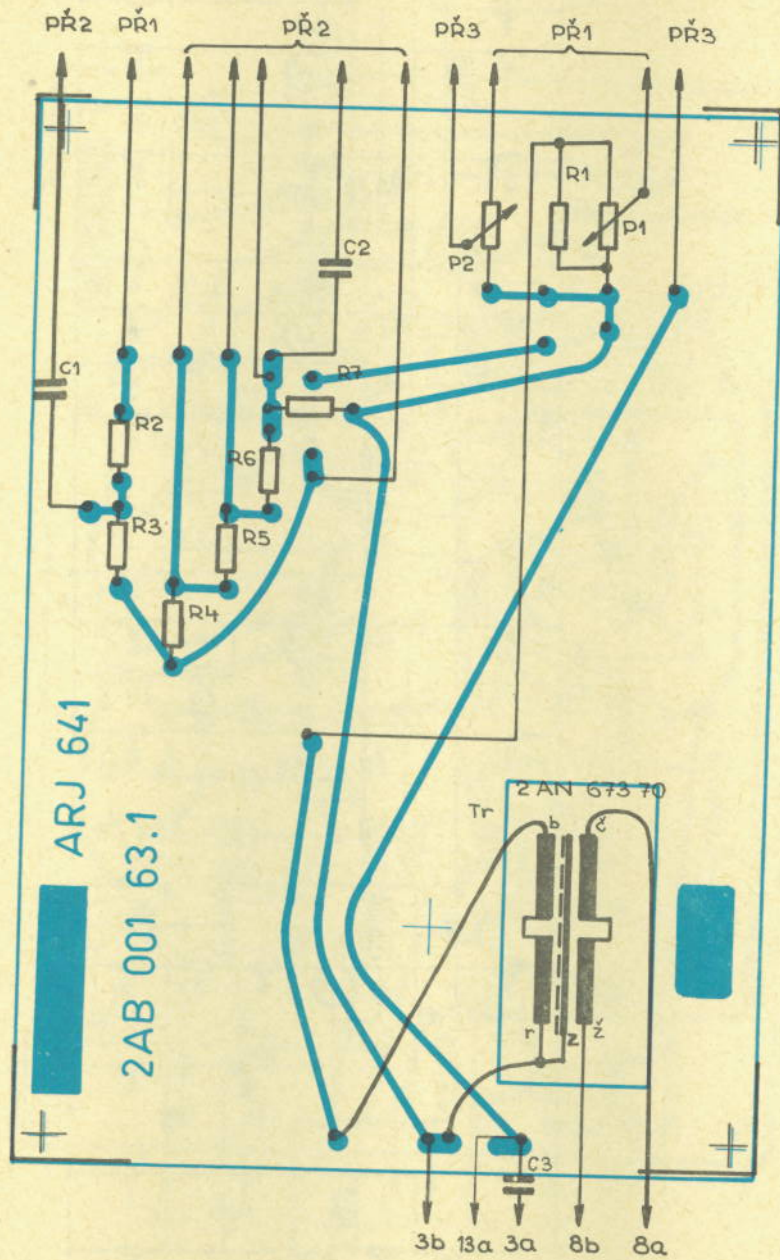 PŘ2 PŘ1 PŘ2 PŘ3 PŘ1 PŘ3
R1
P1
P2
C2
C1
R7
R2
R6
R3
R5
R4
ARJ 641
2AB 001 63.1
2 AN 673 70
Tr
b č
r z ž
C3
3b 13a 3a 8b 8a